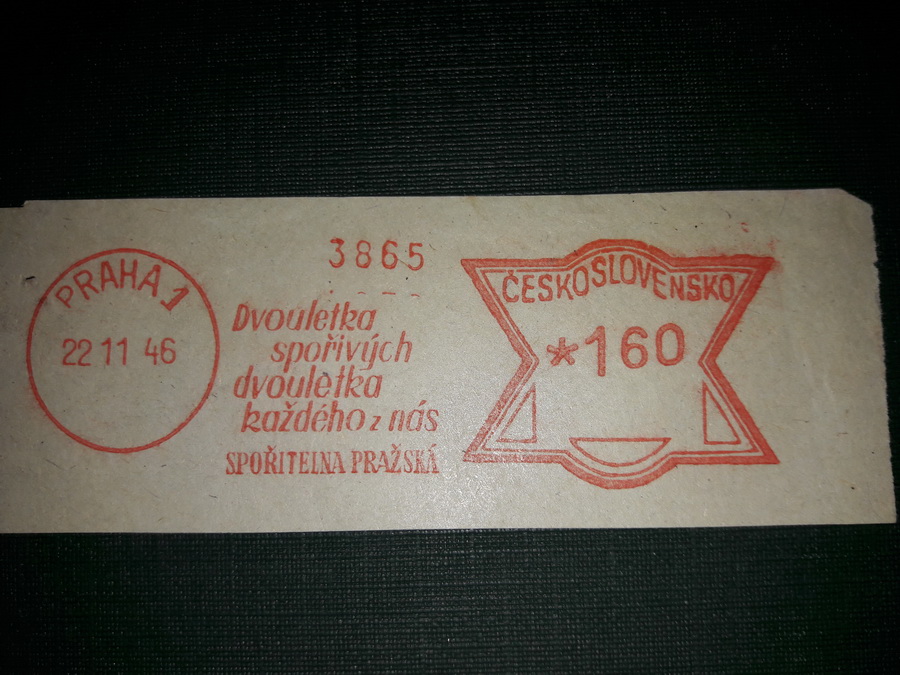 PRAHA 1
22 11 46
3865
Dvouletka
spořivých
dvouletka
každého z nás
SPOŘITELNA PRAŽSKÁ
ČESKOSLOVENSKO
*160